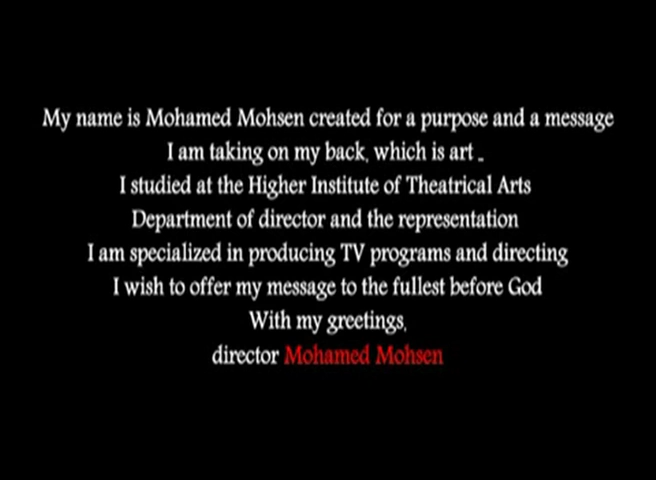 My name is Mohamed Mohsen created for a purpose and a message
I am taking on my back, which is art .
I studied at the Higher Institute of Theatrical Arts
Department of director and the representation
I am specialized in producing TV programs and directing
I wish to offer my message to the fullest before God
With my greetings,
director Mohamed Mohsen